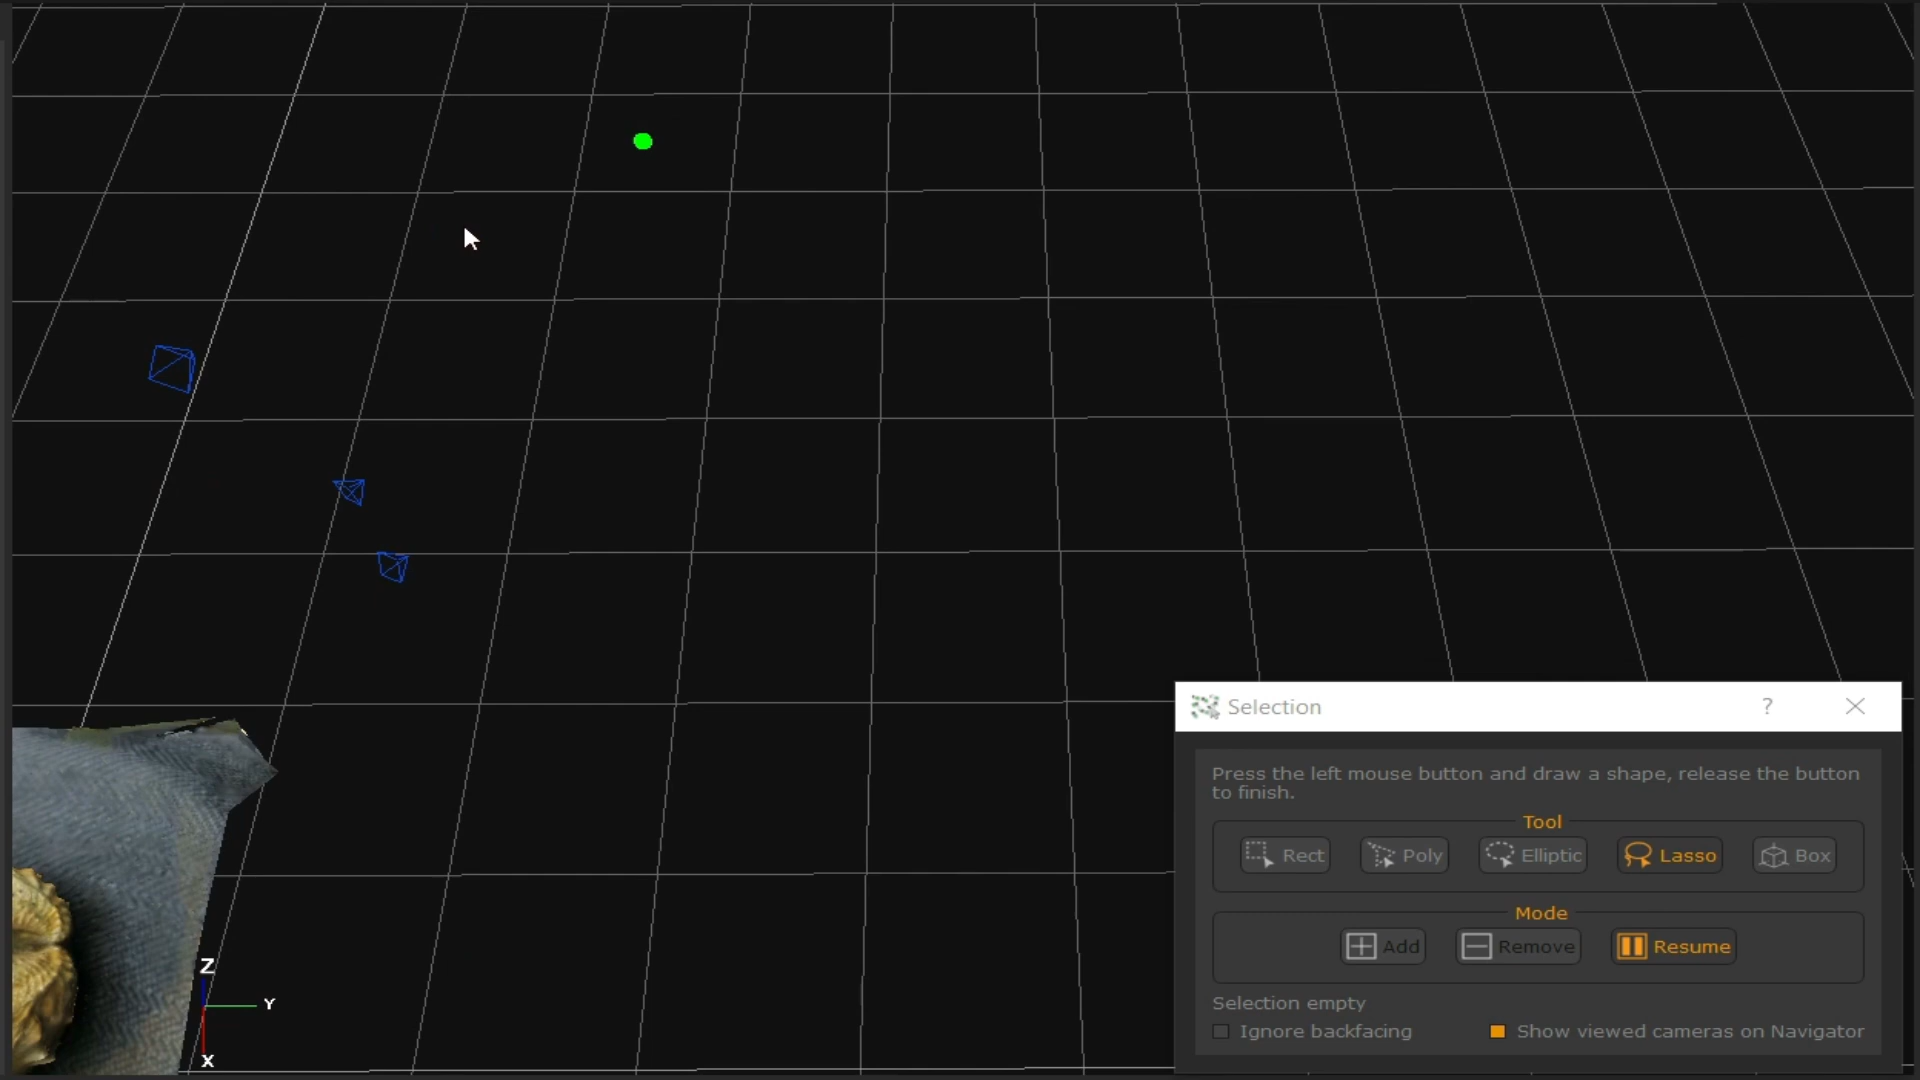 Selection
?
Press the left mouse button and draw a shape, release the button
to finish.
Tool
Rect
Poly
Elliptic
Lasso
Box
Mode
Add
Remove
Resume
Selection empty
Ignore backfacing
Show viewed cameras on Navigator
Z
Y
X